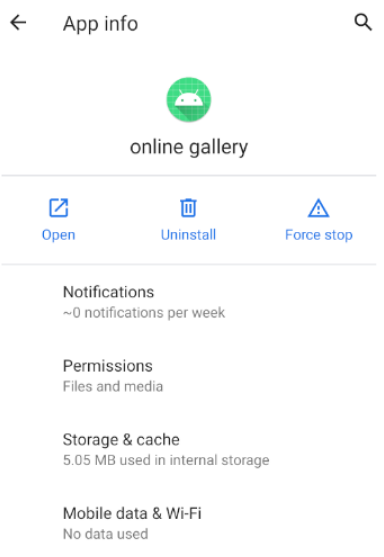 App info
online gallery
Open Uninstall Force stop
Notifications
~0 notifications per week
Permissions
Files and media
Storage & cache
5.05 MB used in internal storage
Mobile data & Wi-Fi
No data used